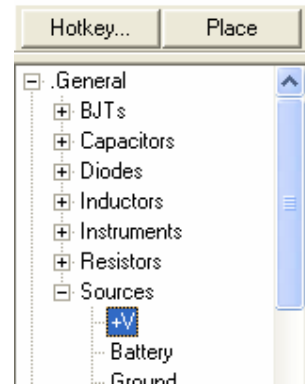 Hotkey... Place
.General
BJTs
Capacitors
Diodes
Inductors
Instruments
Resistors
Sources
+V
Battery
Ground